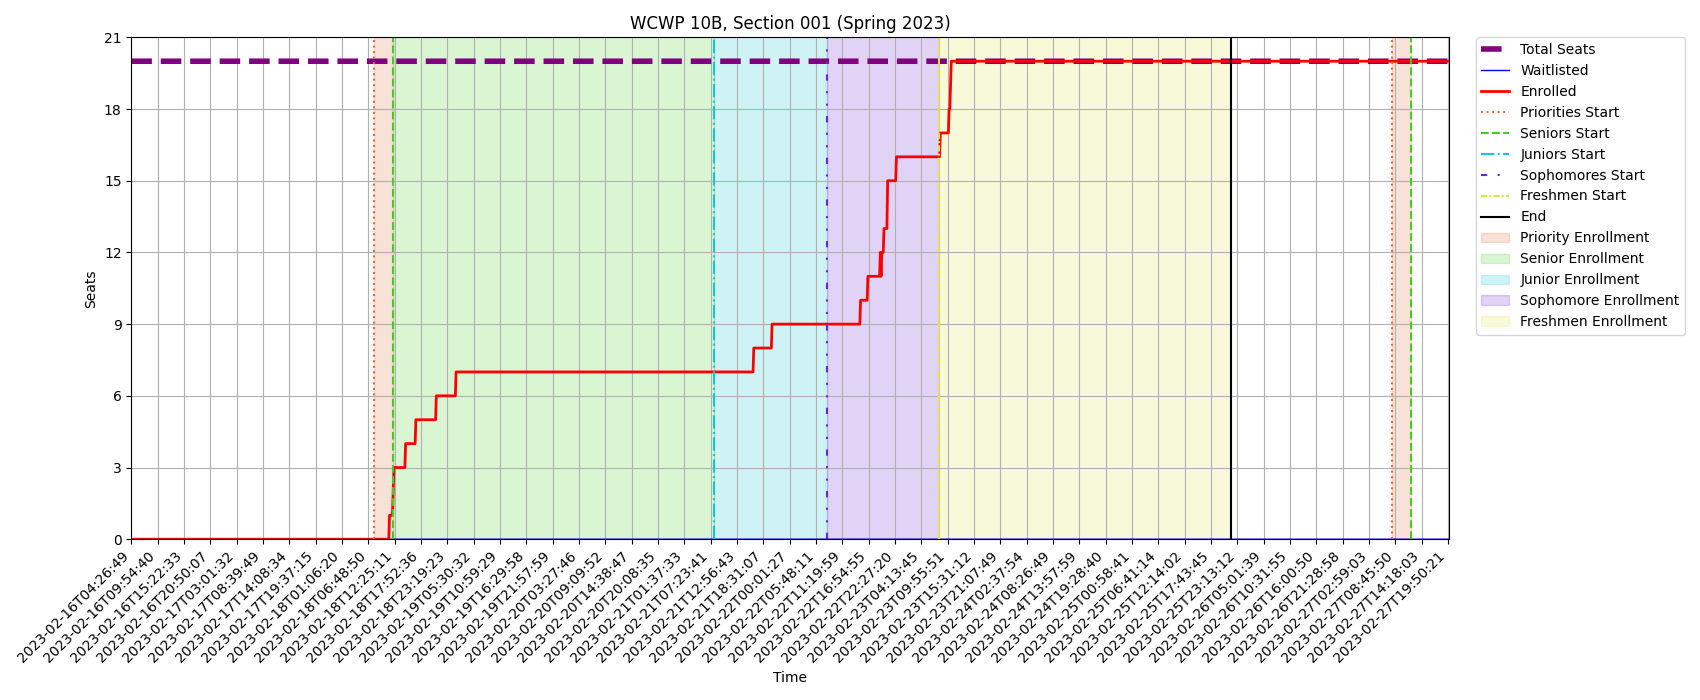 WCWP 10B, Section 001 (Spring 2023)
21
18
15
12
9
6
3
0
Seats
2023-02-16T04:26:49
2023-02-16T09:54:40
2023-02-16T15:22:33
2023-02-16T20:50:07
2023-02-17T03:01:32
2023-02-17T08:39:49
2023-02-17T14:08:34
2023-02-17T19:37:15
2023-02-18T01:06:20
2023-02-18T06:48:50
2023-02-18T12:25:11
2023-02-18T17:52:36
2023-02-18T23:19:23
2023-02-19T05:30:32
2023-02-19T10:59:29
2023-02-19T16:29:58
2023-02-19T21:57:59
2023-02-20T03:27:46
2023-02-20T09:09:52
2023-02-20T14:38:47
2023-02-20T20:08:35
2023-02-21T01:37:33
2023-02-21T07:23:41
2023-02-21T12:56:43
2023-02-21T18:31:07
2023-02-22T00:01:27
2023-02-22T05:48:11
2023-02-22T11:19:59
2023-02-22T16:54:55
2023-02-22T22:27:20
2023-02-23T04:13:45
2023-02-23T09:55:51
2023-02-23T15:31:12
2023-02-23T21:07:49
2023-02-24T02:37:54
2023-02-24T08:26:49
2023-02-24T13:57:59
2023-02-24T19:28:40
2023-02-25T00:58:41
2023-02-25T06:41:14
2023-02-25T12:14:02
2023-02-25T17:43:45
2023-02-25T23:13:12
2023-02-26T05:01:39
2023-02-26T10:31:55
2023-02-26T16:00:50
2023-02-26T21:28:58
2023-02-27T02:59:03
2023-02-27T08:45:50
2023-02-27T14:18:03
2023-02-27T19:50:21
Time
Total Seats
Waitlisted
Enrolled
Priorities Start
Seniors Start
Juniors Start
Sophomores Start
Freshmen Start
End
Priority Enrollment
Senior Enrollment
Junior Enrollment
Sophomore Enrollment
Freshmen Enrollment